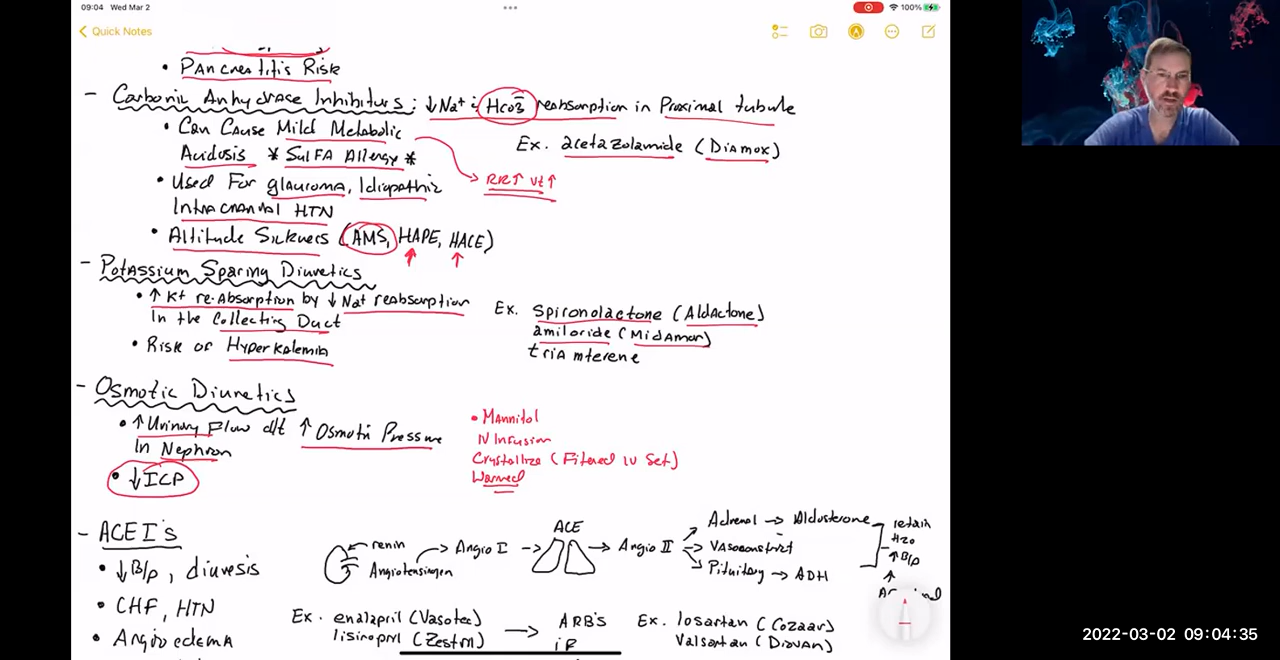 09:04 Wed Mar 2
100%
Quick Notes
• Pancreatitis Risk
- Carbonic Anhydrase Inhibitors: ↓ Na+ : HCO3- reabsorption in Proximal tubule
• Can Cause Mild Metabolic
Acidosis * SulFA Allergy *
Ex. acetazolamide (Diamox)
RR↑ Vt↑
• Used For glaucoma, Idiopathic
Intracranial HTN
• Altitude Sickness (AMS, HAPE, HACE)
- Potassium Sparing Diuretics
• ↑ K+ re-Absorption by ↓ Nat reabsorption
In the Collecting Duct
• Risk of Hyperkalemia
Ex. Spironolactone (Aldactone)
amiloride (Midamor)
triamterene
- Osmotic Diuretics
• ↑ Urinary Flow d/t ↑ Osmotic Pressure
In Nephron
• ↓ ICP
• Mannitol
IV Infusion
Crystallize (Filtered IV Set)
Warmed
- ACEI's
• ↓ B/P, diuresis
• CHF, HTN
• Angioedema
renin
Angiotensinogen
→ Angio I →
ACE
→ Angio II
Adrenal → Aldosterone
→ Vasoconstrict
Pituitary → ADH
retain
H2O
↑ B/P
Ex. enalapril (Vasotec)
lisinopril (Zestril)
→ ARB's
iF
Ex. losartan (Cozaar)
Valsartan (Diovan)
2022-03-02 09:04:35